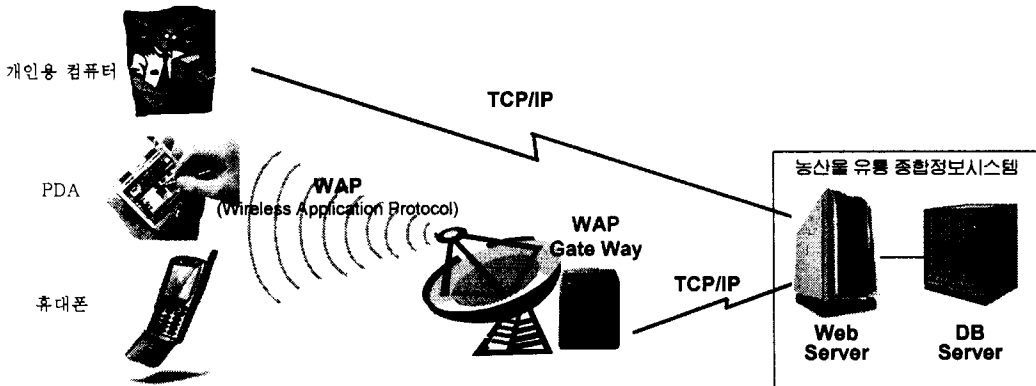 개인용 컴퓨터
TCP/IP
농산물 유통 종합정보시스템
PDA
WAP
(Wireless Application Protocol)
WAP
Gate Way
TCP/IP
휴대폰
Web
Server
DB
Server